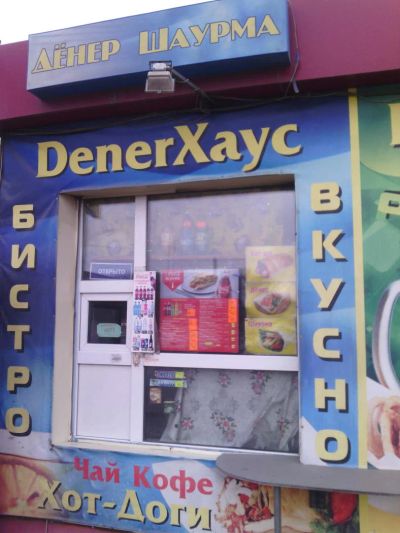 ДЁНЕР ШАУРМА
DenerХаус
БИСТРО
ВКУСНО
ОТКРЫТО
Чай Кофе
Хот-Доги